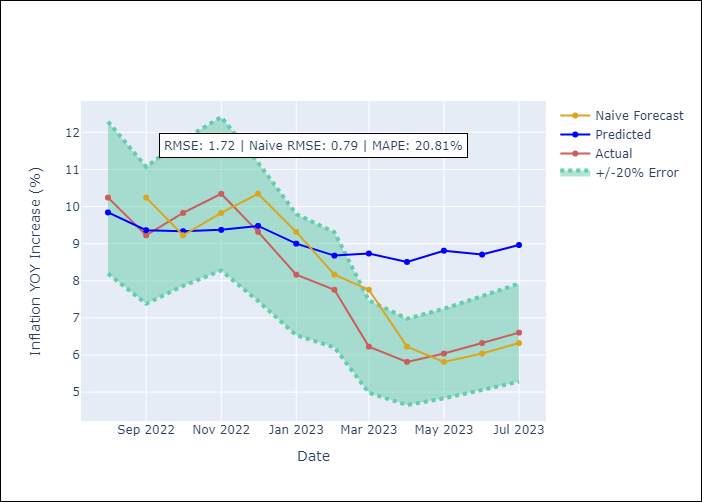 RMSE: 1.72 | Naive RMSE: 0.79 | MAPE: 20.81%
Naive Forecast
Predicted
Actual
+/-20% Error
Inflation YOY Increase (%)
12
11
10
9
8
7
6
5
Sep 2022
Nov 2022
Jan 2023
Mar 2023
May 2023
Jul 2023
Date